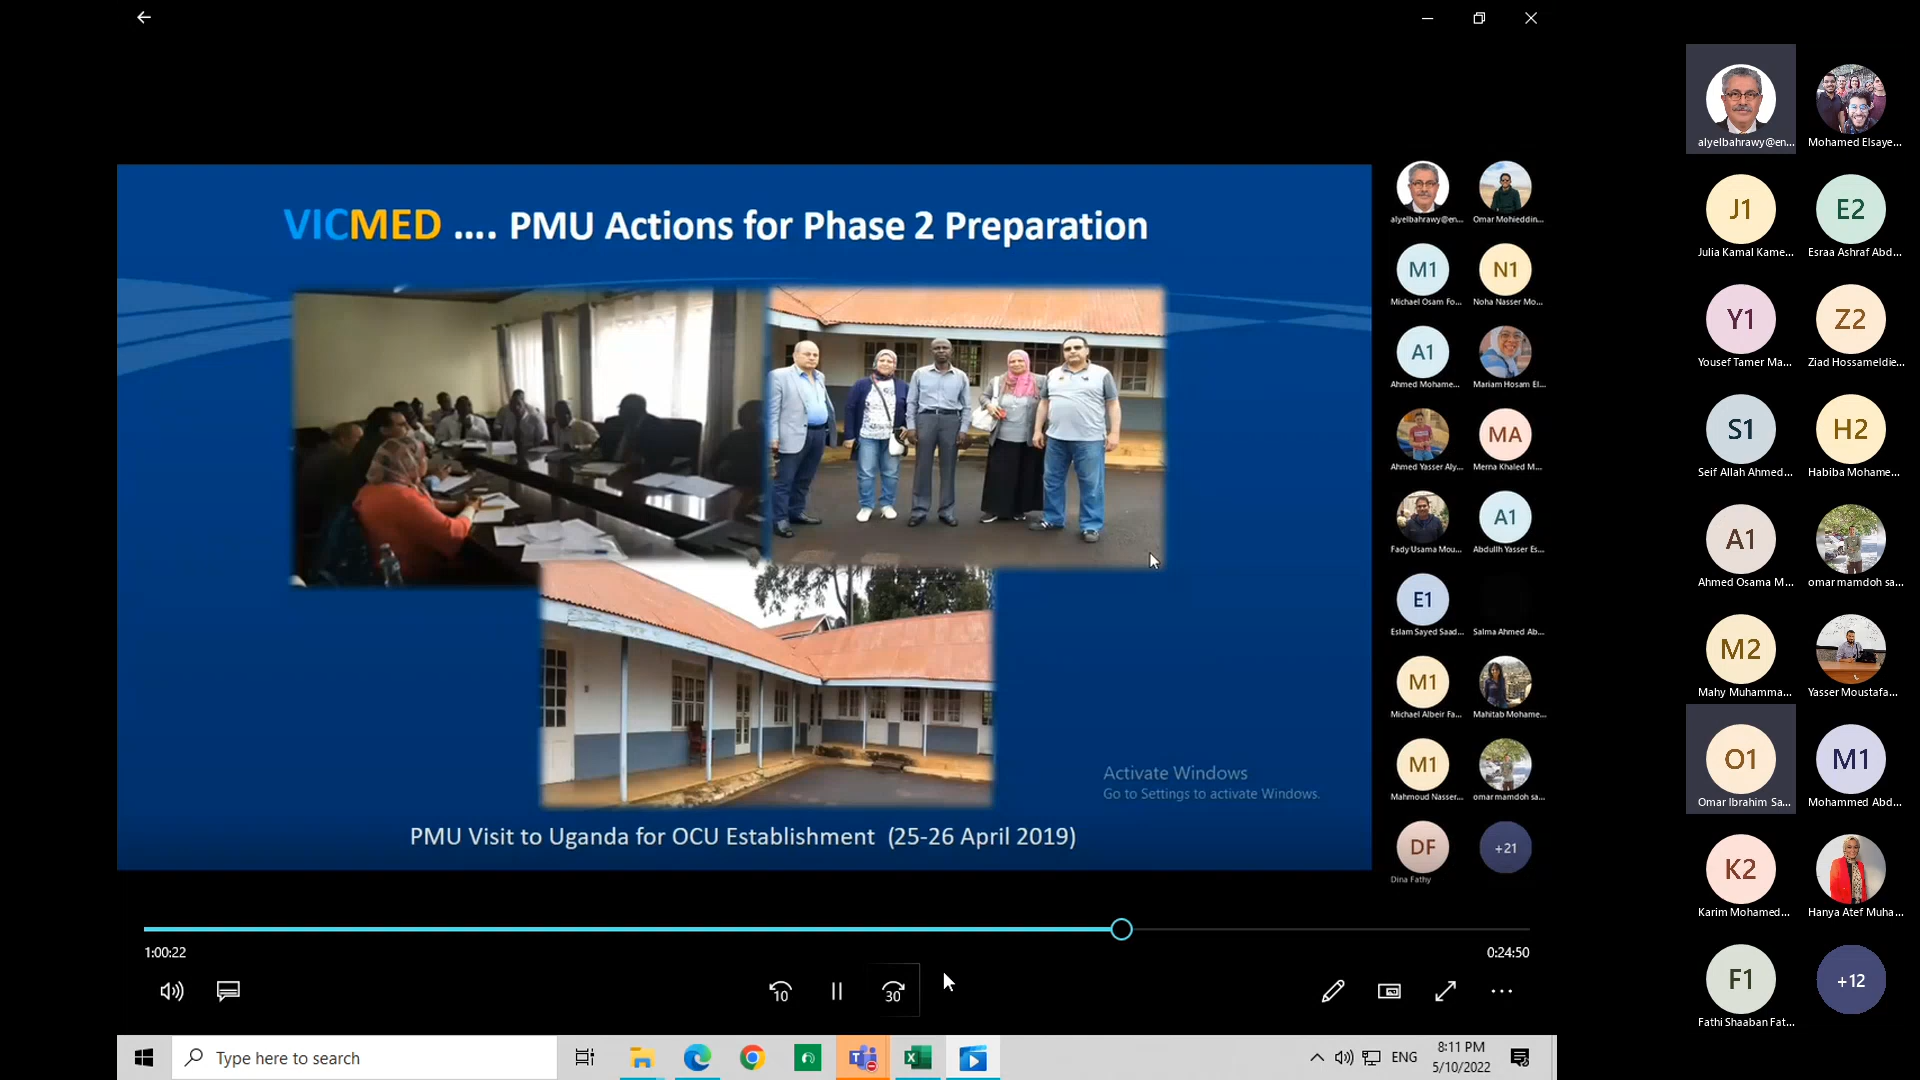 VICMED .... PMU Actions for Phase 2 Preparation
Activate Windows
Go to Settings to activate Windows.
PMU Visit to Uganda for OCU Establishment (25-26 April 2019)
alyelbahrawy@en...
Omar Mohieddin...
M1
N1
Michael Osam Fo...
Noha Nasser Mo...
A1
Ahmed Mohame...
Mariam Hosam El...
MA
Ahmed Yasser Aly...
Merna Khaled M...
A1
Fady Usama Mou...
Abdullh Yasser Es...
E1
Eslam Sayed Saad...
Salma Ahmed Ab...
M1
Michael Albeir Fa...
Mahitab Mohame...
M1
Mahmoud Nasser...
omar mamdoh sa...
DF
+21
Dina Fathy
1:00:22
0:24:50
10
30
Type here to search
ENG
8:11 PM
5/10/2022
alyelbahrawy@en...
Mohamed Elsaye...
J1
E2
Julia Kamal Kame...
Esraa Ashraf Abd...
Y1
Z2
Yousef Tamer Ma...
Ziad Hossameldie...
S1
H2
Seif Allah Ahmed...
Habiba Mohame...
A1
Ahmed Osama M...
omar mamdoh sa...
M2
Mahy Muhamma...
Yasser Moustafa...
O1
M1
Omar Ibrahim Sa...
Mohammed Abd...
K2
Karim Mohamed...
Hanya Atef Muha...
F1
+12
Fathi Shaaban Fat...